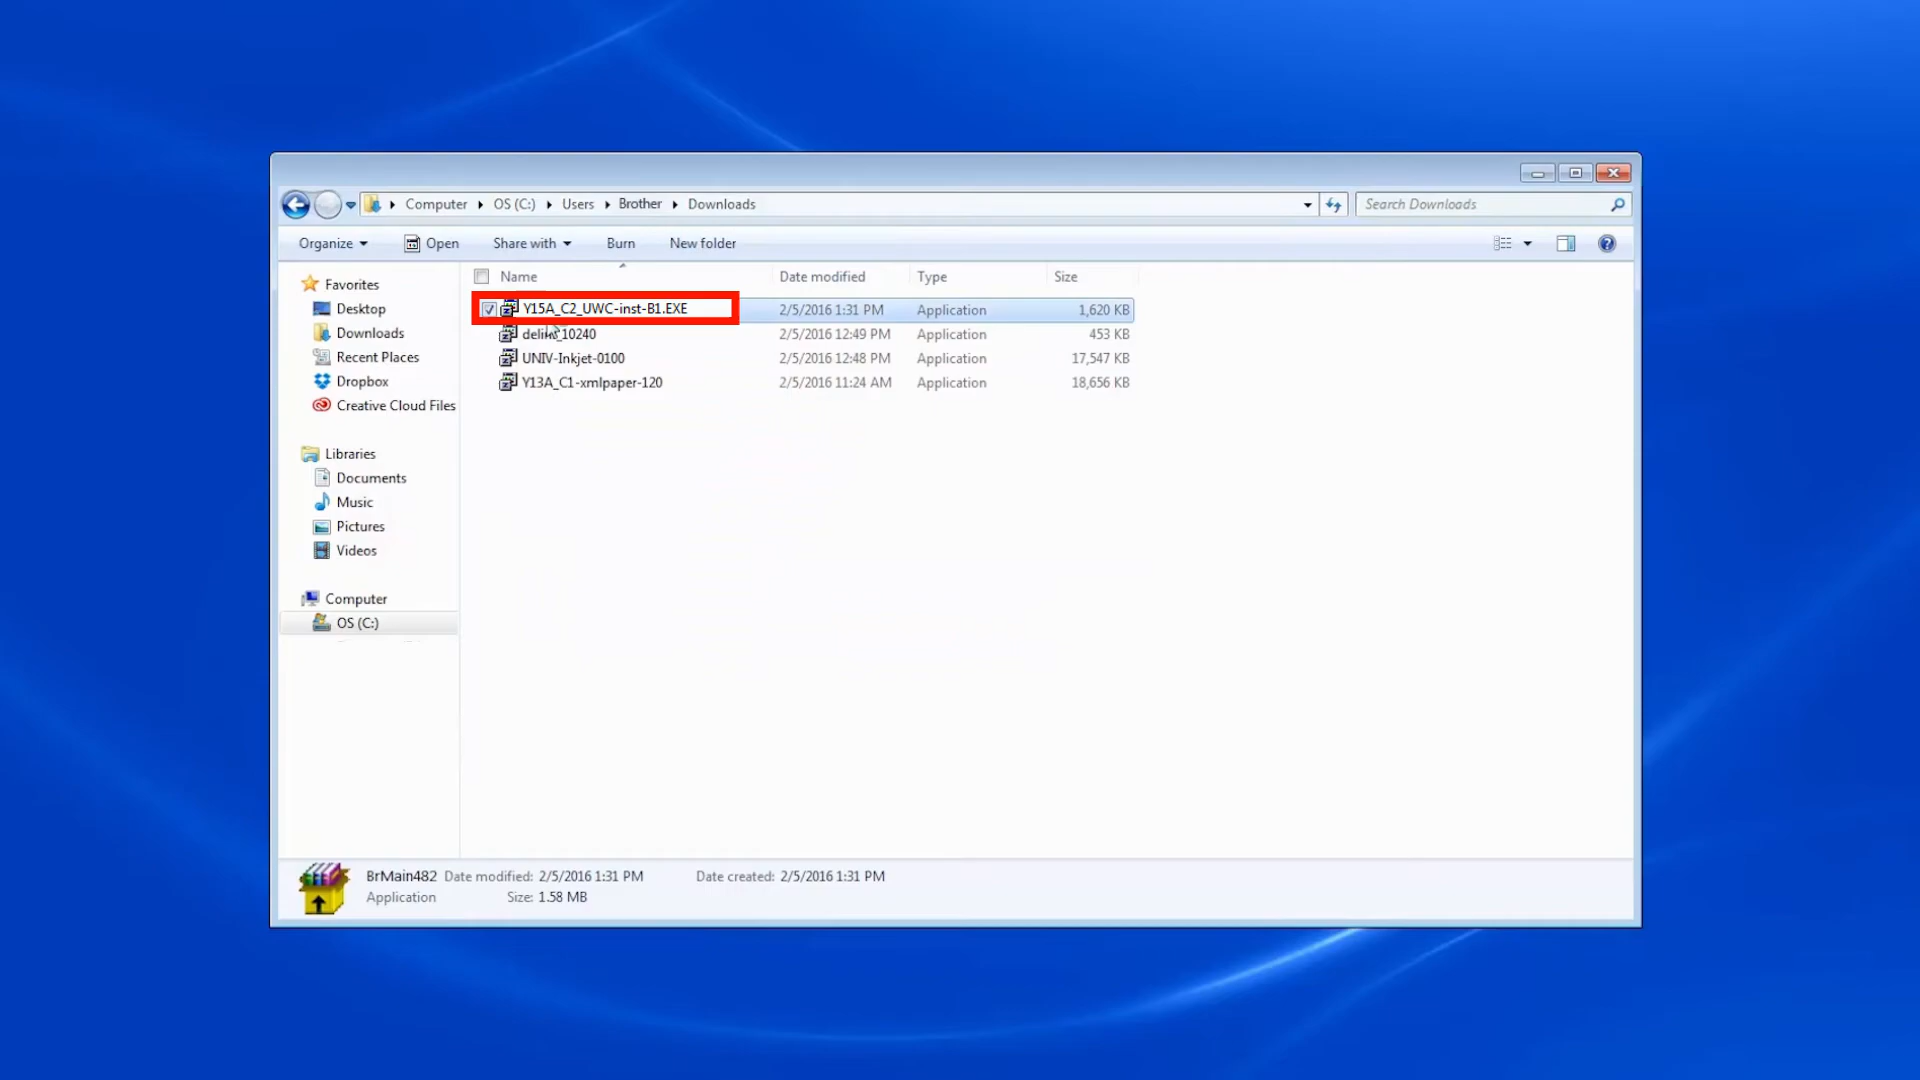 Computer OS (C:) Users Brother Downloads
Search Downloads
Organize Open Share with Burn New folder
Name Date modified Type Size
Favorites
Desktop
Downloads
Recent Places
Dropbox
Creative Cloud Files
Libraries
Documents
Music
Pictures
Videos
Computer
OS (C:)
Y15A_C2_UWC-inst-B1.EXE 2/5/2016 1:31 PM Application 1,620 KB
2/5/2016 12:49 PM Application 453 KB
UNIV-Inkjet-0100 2/5/2016 12:48 PM Application 17,547 KB
Y13A_C1-xmlpaper-120 2/5/2016 11:24 AM Application 18,656 KB
BrMain482 Date modified: 2/5/2016 1:31 PM Date created: 2/5/2016 1:31 PM
Application Size: 1.58 MB